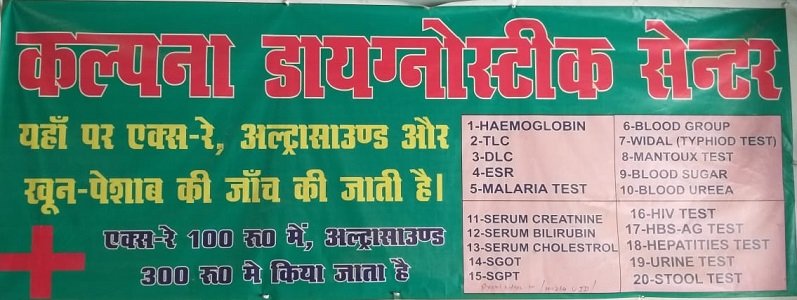 कल्पना डायग्नोस्टीक सेन्टर
यहाँ पर एक्स-रे, अल्ट्रासाउण्ड और
खून-पेशाब की जाँच की जाती है।
एक्स-रे 100 रू0 में, अल्ट्रासाउण्ड
300 रू0 मे किया जाता है
1-HAEMOGLOBIN
2-TLC
3-DLC
4-ESR
5-MALARIA TEST
6-BLOOD GROUP
7-WIDAL (TYPHIOD TEST)
8-MANTOUX TEST
9-BLOOD SUGAR
10-BLOOD UREEA
11-SERUM CREATNINE
12-SERUM BILIRUBIN
13-SERUM CHOLESTROL
14-SGOT
15-SGPT
16-HIV TEST
17-HBS-AG TEST
18-HEPATITIES TEST
19-URINE TEST
20-STOOL TEST